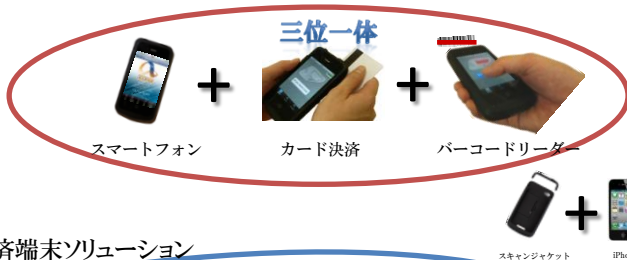 三位一体
スマートフォン
カード決済
バーコードリーダー
スキャンジャケット
iPho
済端末ソリューション